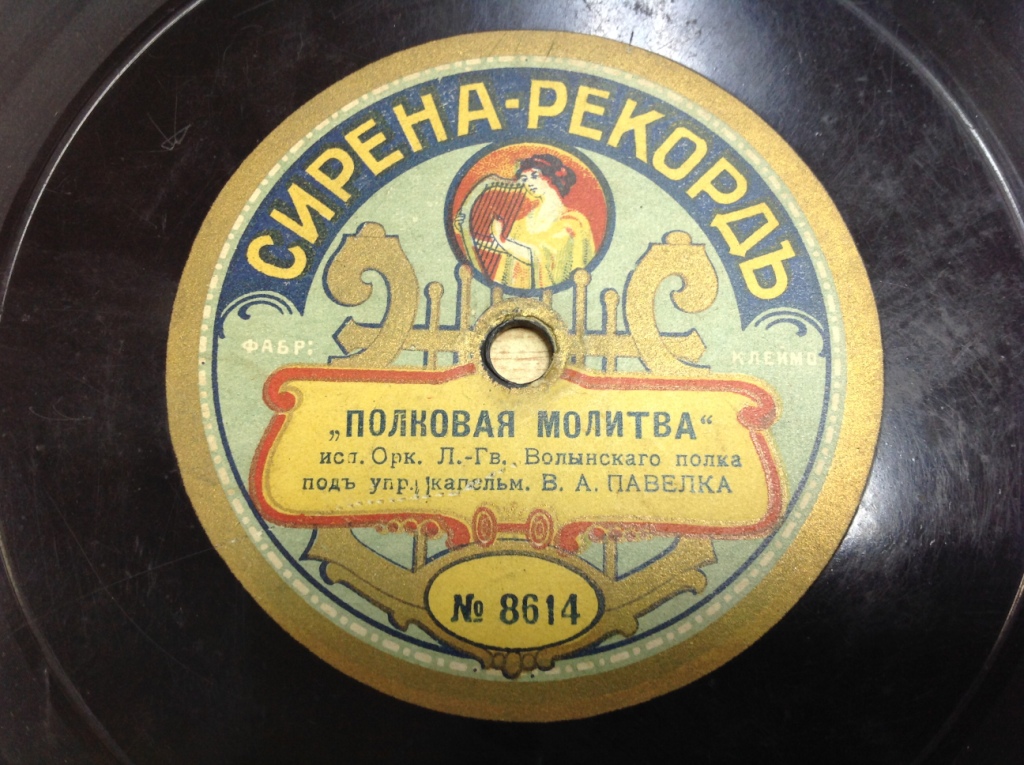 СИРЕНА-РЕКОРДЪ
ФАБР: КЛЕЙМО
„ПОЛКОВАЯ МОЛИТВА“
исп. Орк. Л.-Гв. Волынскаго полка
подъ упр. капельм. В. А. ПАВЕЛКА
№ 8614